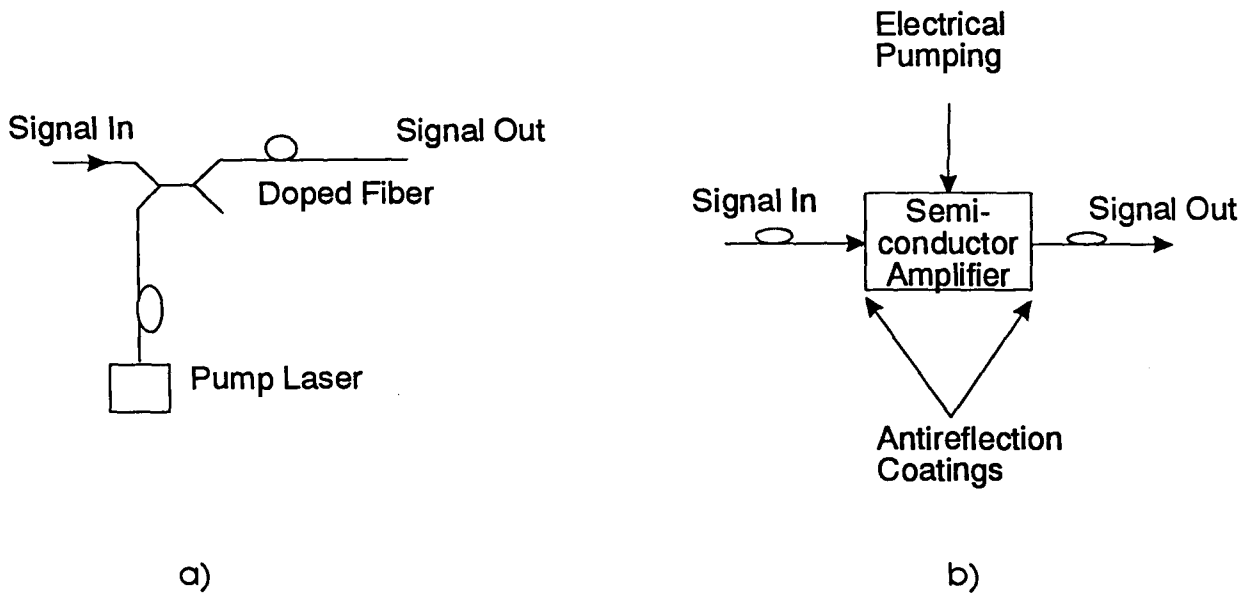 Signal In
Signal Out
Doped Fiber
Pump Laser
a)
Electrical
Pumping
Signal In
Semi-
conductor
Amplifier
Signal Out
Antireflection
Coatings
b)